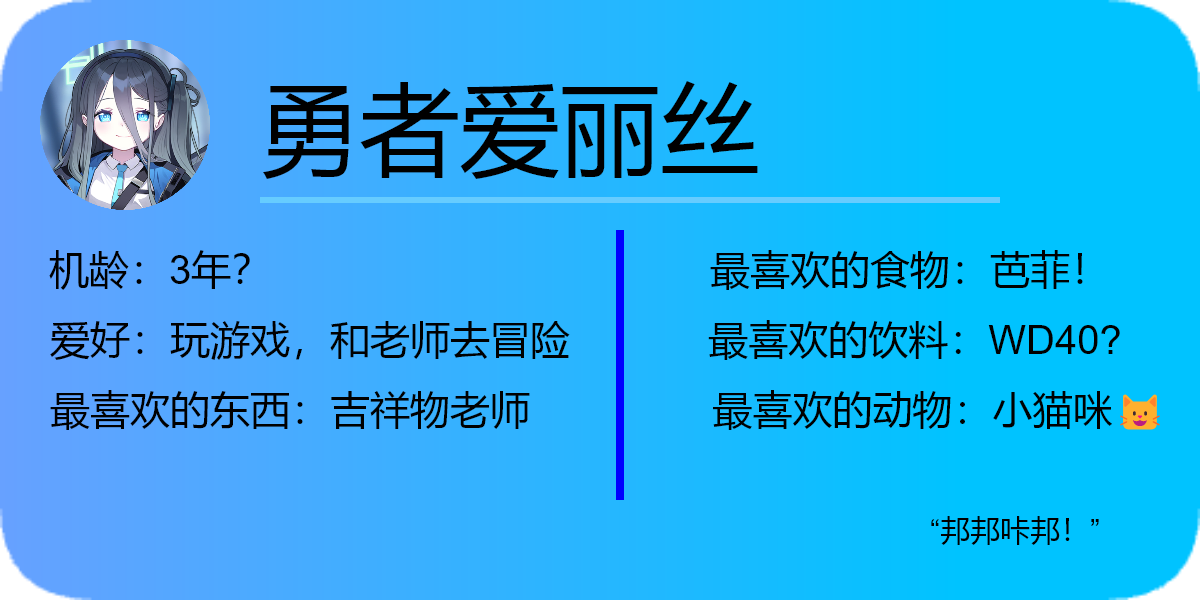 勇者爱丽丝
机龄：3年？
爱好：玩游戏，和老师去冒险
最喜欢的东西：吉祥物老师
最喜欢的食物：芭菲！
最喜欢的饮料：WD40？
最喜欢的动物：小猫咪😺
“邦邦咔邦！”